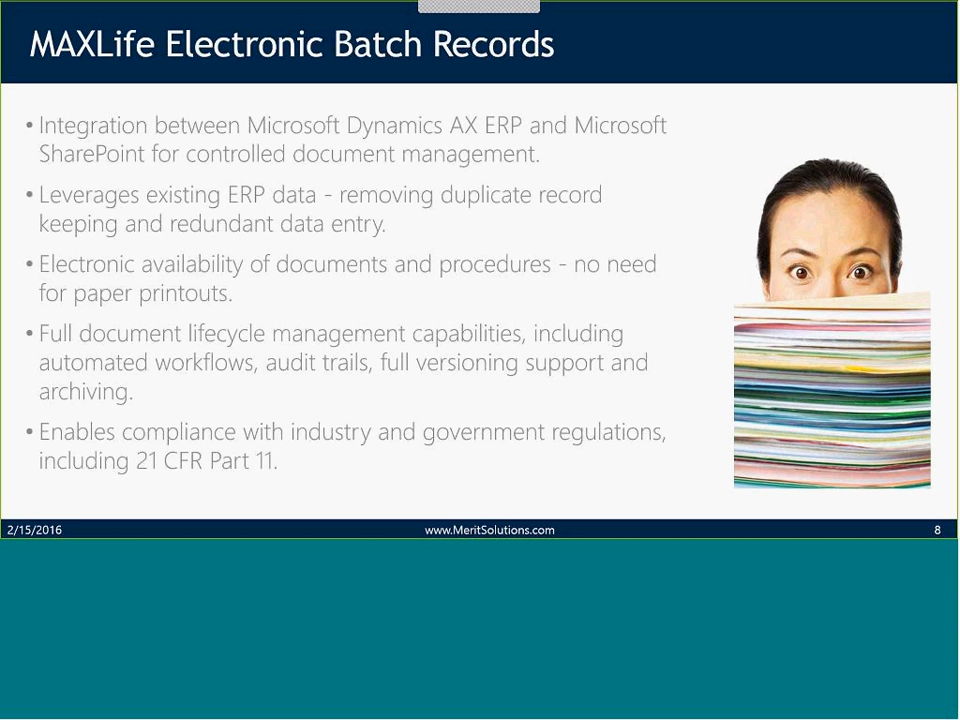 MAXLife Electronic Batch Records
• Integration between Microsoft Dynamics AX ERP and Microsoft
SharePoint for controlled document management.
• Leverages existing ERP data - removing duplicate record
keeping and redundant data entry.
• Electronic availability of documents and procedures - no need
for paper printouts.
• Full document lifecycle management capabilities, including
automated workflows, audit trails, full versioning support and
archiving.
• Enables compliance with industry and government regulations,
including 21 CFR Part 11.
2/15/2016
www.MeritSolutions.com
8